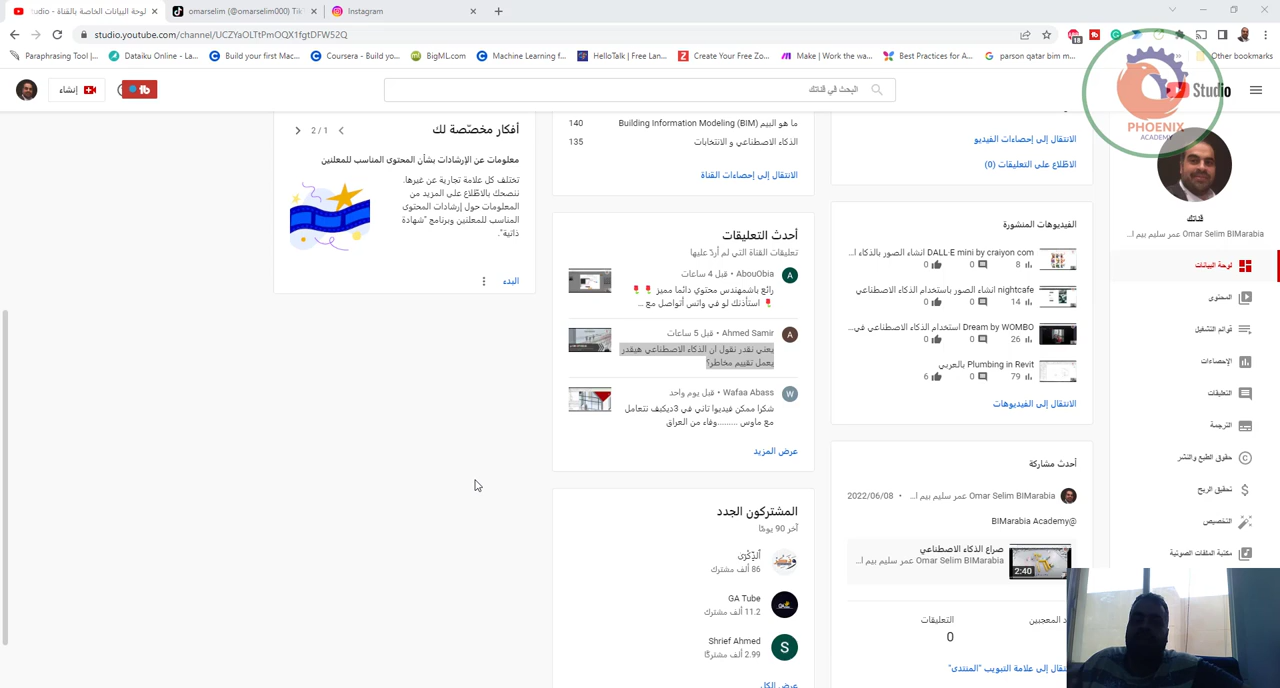 لوحة البيانات الخاصة بالقناة - Studio
omarselim (@omarselim000) TikT
Instagram
studio.youtube.com/channel/UCZYaOLTtPmOQX1fgtDFW52Q
Paraphrasing Tool |...
Dataiku Online - La...
Build your first Mac...
Coursera - Build yo...
BigML.com
Machine Learning f...
HelloTalk | Free Lan...
Create Your Free Zo...
Make | Work the wa...
Best Practices for A...
parson qatar bim m...
Other bookmarks
Studio
البحث في قناتك
إنشاء
PHOENIX
ACADEMY
قناتك
Omar Selim BIMarabia عمر سليم بيم ا...
لوحة البيانات
المحتوى
قوائم التشغيل
الإحصاءات
التعليقات
الترجمة
حقوق الطبع والنشر
تحقيق الربح
التخصيص
مكتبة الملفات الصوتية
الانتقال إلى إحصاءات الفيديو
الاطّلاع على التعليقات (0)
الفيديوهات المنشورة
DALL·E mini by craiyon com انشاء الصور بالذكاء ا...
8 0 0
nightcafe انشاء الصور باستخدام الذكاء الاصطناعي
14 0 0
Dream by WOMBO استخدام الذكاء الاصطناعي في...
26 0 0
Plumbing in Revit بالعربي
79 0 6
الانتقال إلى الفيديوهات
أحدث مشاركة
Omar Selim BIMarabia عمر سليم بيم ا... • 2022/06/08
@BIMarabia Academy
صراع الذكاء الاصطناعي
Omar Selim BIMarabia عمر سليم بيم ا...
2:40
د المعجبين
التعليقات
0
تقال إلى علامة التبويب "المنتدى"
ما هو البيم Building Information Modeling (BIM) 140
الذكاء الاصطناعي و الانتخابات 135
الانتقال إلى إحصاءات القناة
أحدث التعليقات
تعليقات القناة التي لم أردّ عليها
AbouObia • قبل 4 ساعات
رائع باشمهندس محتوي دائما مميز 🌹🌹
🌹 استأذنك لو في واتس أتواصل مع ...
Ahmed Samir • قبل 5 ساعات
يعني نقدر نقول ان الذكاء الاصطناعي هيقدر
يعمل تقييم مخاطر؟
Wafaa Abass • قبل يوم واحد
شكرا ممكن فيديوا تاني في 3ديكيف نتعامل
مع ماوس .........وفاء من العراق
عرض المزيد
المشتركون الجدد
آخر 90 يومًا
86 ألف مشترك
GA Tube
11.2 ألف مشترك
Shrief Ahmed
2.99 ألف مشتركًا
عرض الكل
أفكار مخصّصة لك
2/1
معلومات عن الإرشادات بشأن المحتوى المناسب للمعلنين
تختلف كل علامة تجارية عن غيرها.
ننصحك بالاطّلاع على المزيد من
المعلومات حول إرشادات المحتوى
المناسب للمعلنين وبرنامج "شهادة
ذاتية".
البدء